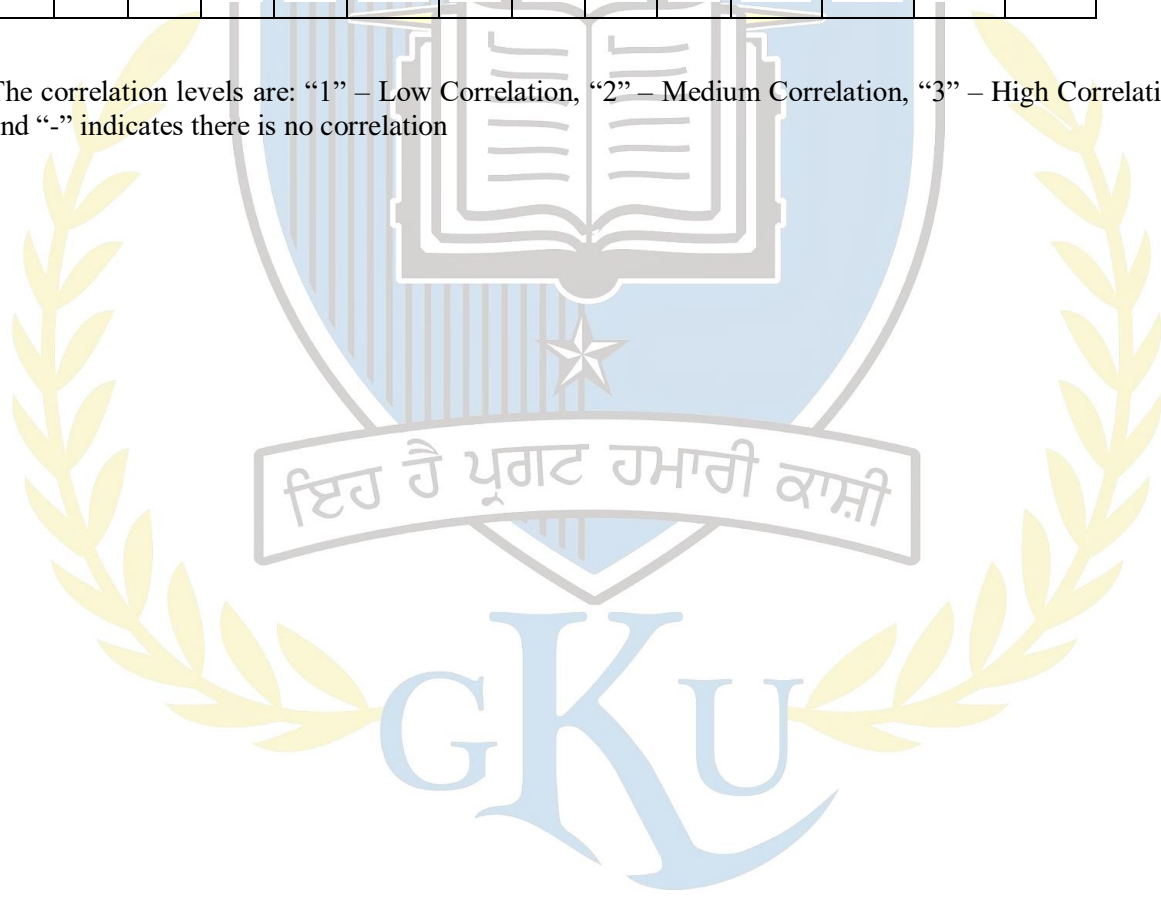 The correlation levels are: “1” – Low Correlation, “2” – Medium Correlation, “3” – High Correlati
nd “-” indicates there is no correlation
ਇਹ ਹੈ ਪ੍ਰਗਟ ਹਮਾਰੀ ਕਾਸ਼ੀ
GKU